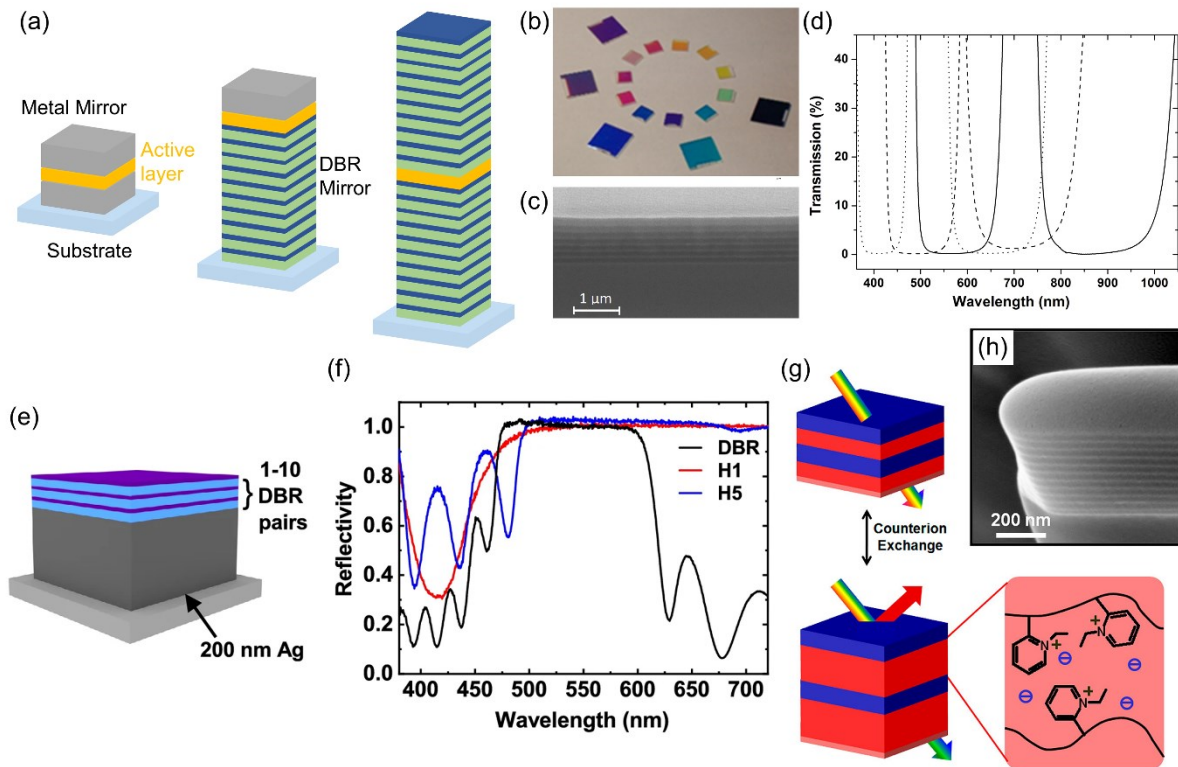 (a)
Metal Mirror
Active
layer
Substrate
DBR
Mirror
(b)
(c)
1 μm
(d)
Transmission (%)
40
30
20
10
0
400 500 600 700 800 900 1000
Wavelength (nm)
(e)
1-10
DBR
pairs
200 nm Ag
(f)
Reflectivity
1.0
0.8
0.6
0.4
0.2
0.0
DBR
H1
H5
400 450 500 550 600 650 700
Wavelength (nm)
(g)
Counterion
Exchange
N
+
N
+
N
+
⊖
⊖
⊖
⊖
(h)
200 nm